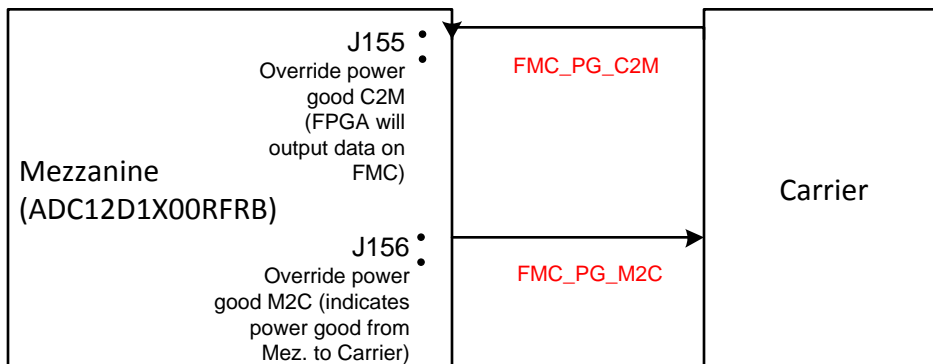 J155
Override power
good C2M
(FPGA will
output data on
FMC)
FMC_PG_C2M
Mezzanine
(ADC12D1X00RFRB)
Carrier
J156
Override power
good M2C (indicates
power good from
Mez. to Carrier)
FMC_PG_M2C